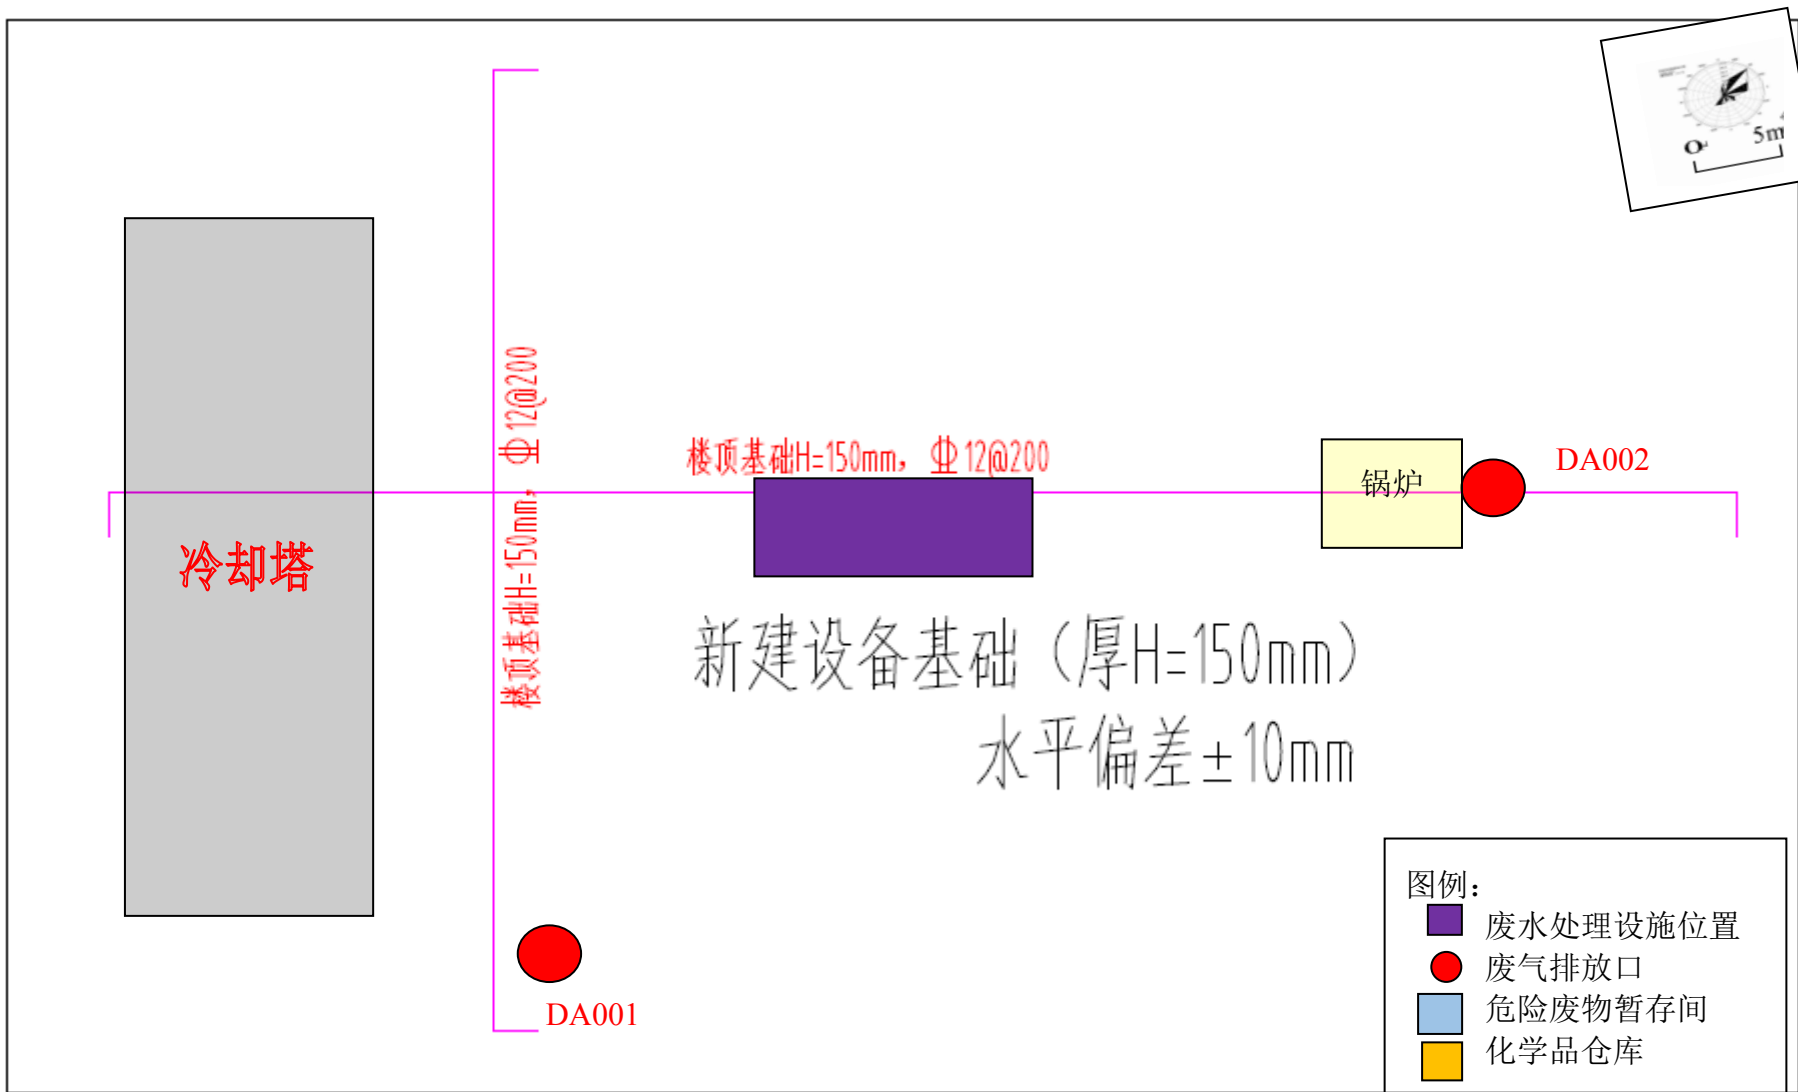 5m
楼顶基础H=150mm，Φ12@200
楼顶基础H=150mm，Φ12@200
锅炉
DA002
冷却塔
新建设备基础（厚H=150mm）
水平偏差±10mm
DA001
图例：
废水处理设施位置
废气排放口
危险废物暂存间
化学品仓库